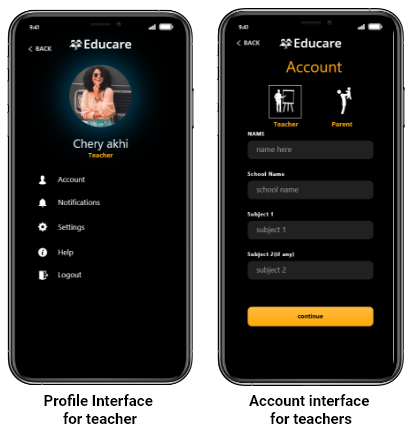 9:41
BACK
Educare
Chery akhi
Teacher
Account
Notifications
Settings
Help
Logout
Profile Interface
for teacher
9:41
BACK
Educare
Account
Teacher
Parent
NAME
name here
School Name
school name
Subject 1
subject 1
Subject 2(if any)
subject 2
continue
Account interface
for teachers